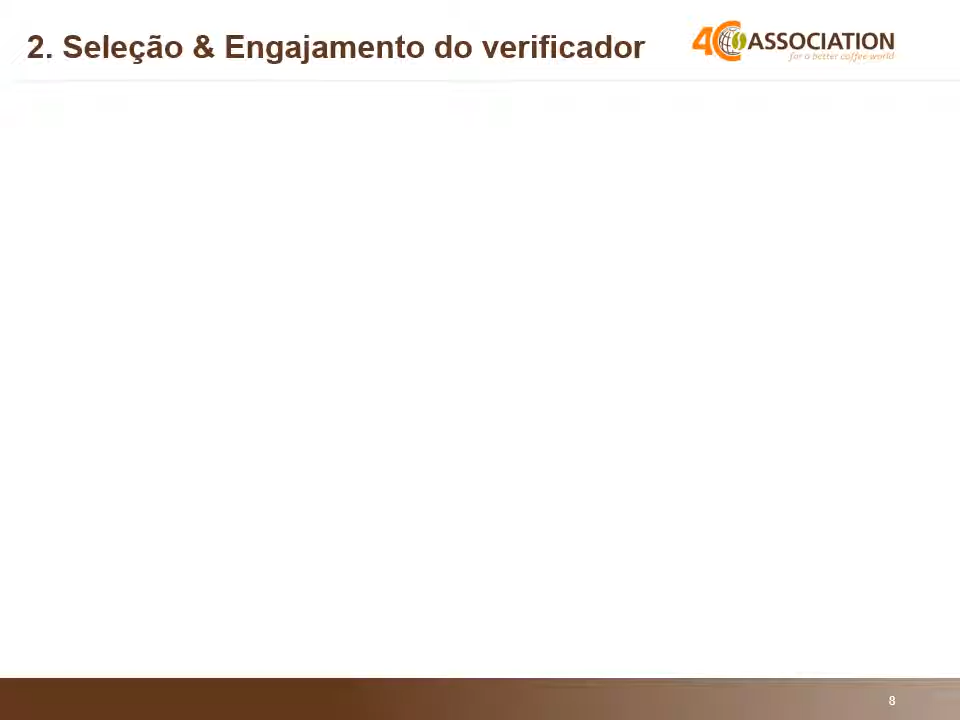 2. Seleção & Engajamento do verificador
4C ASSOCIATION
for a better coffee world
8